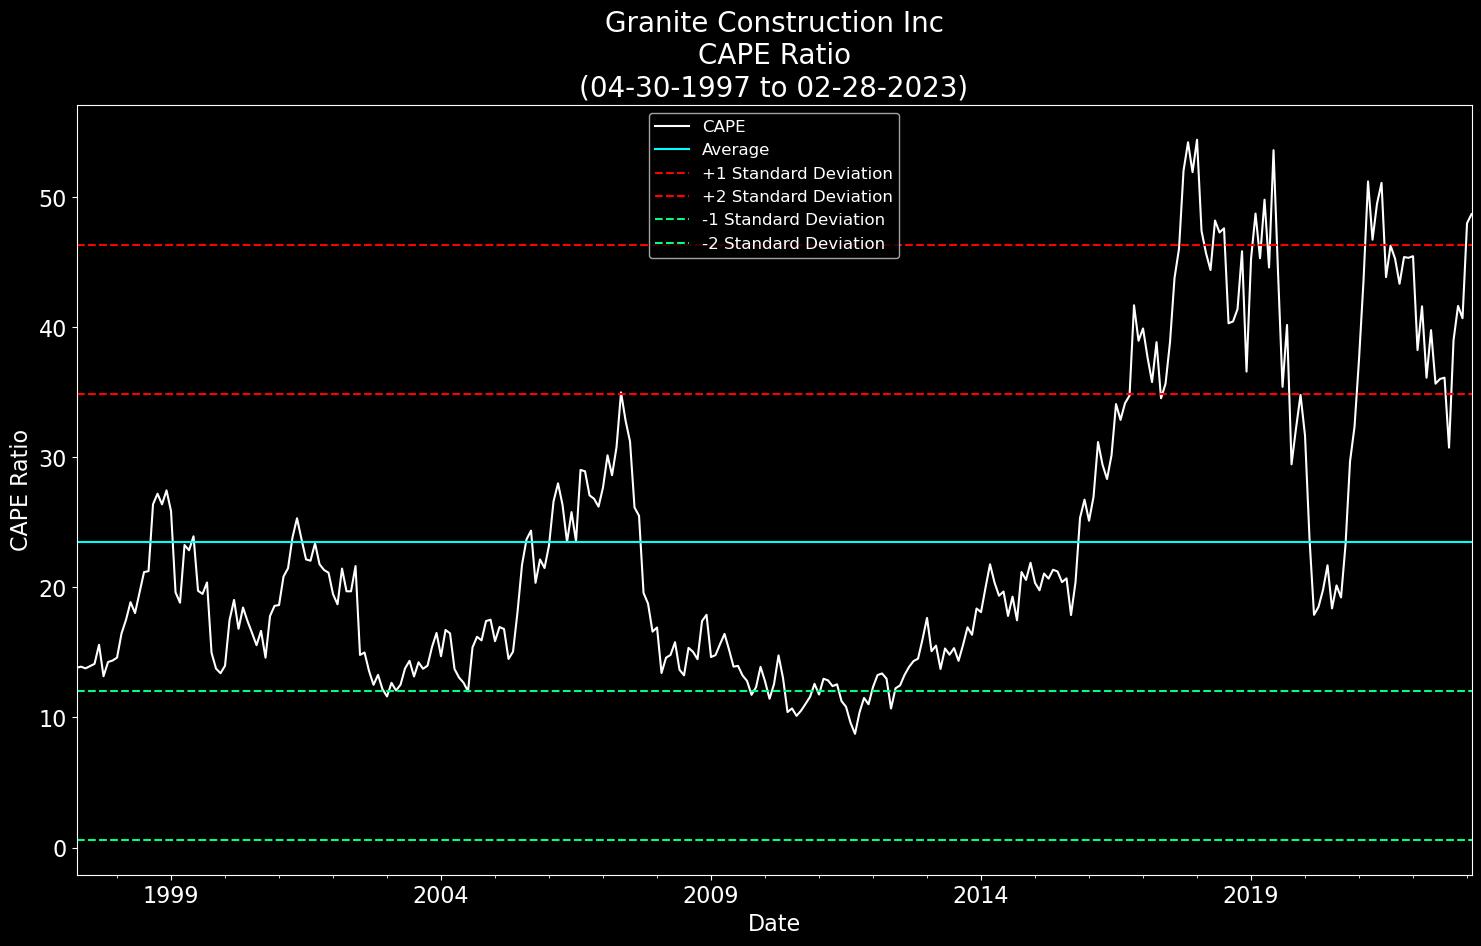 Granite Construction Inc
CAPE Ratio
(04-30-1997 to 02-28-2023)
CAPE
Average
+1 Standard Deviation
+2 Standard Deviation
-1 Standard Deviation
-2 Standard Deviation
50
40
30
20
10
0
CAPE Ratio
1999 2004 2009 2014 2019
Date